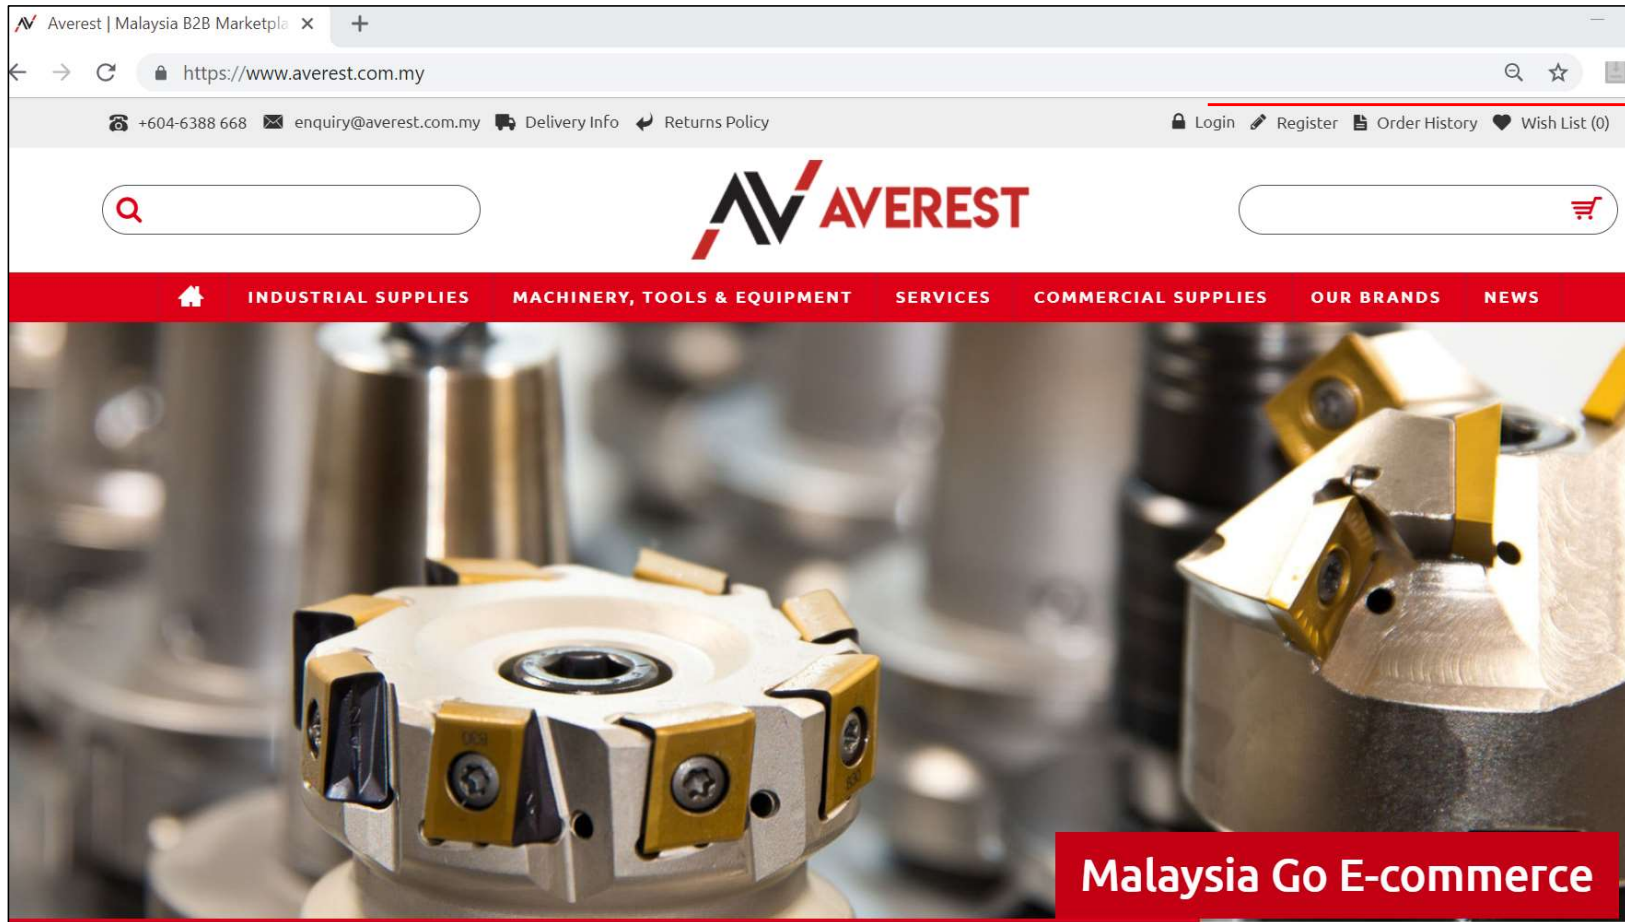 Averest | Malaysia B2B Marketpla
https://www.averest.com.my
+604-6388 668 enquiry@averest.com.my Delivery Info Returns Policy Login Register Order History Wish List (0)
AVEREST
INDUSTRIAL SUPPLIES MACHINERY, TOOLS & EQUIPMENT SERVICES COMMERCIAL SUPPLIES OUR BRANDS NEWS
830
Malaysia Go E-commerce